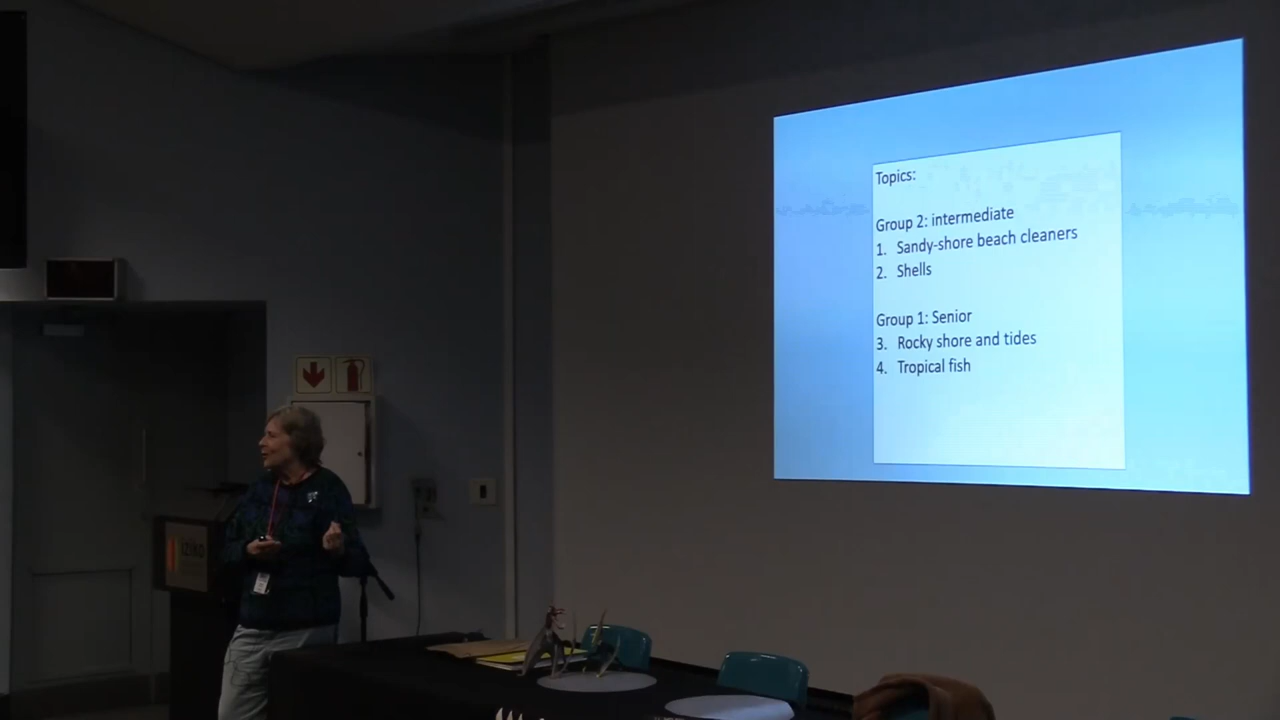 Topics:
Group 2: intermediate
1. Sandy-shore beach cleaners
2. Shells
Group 1: Senior
3. Rocky shore and tides
4. Tropical fish
iziko